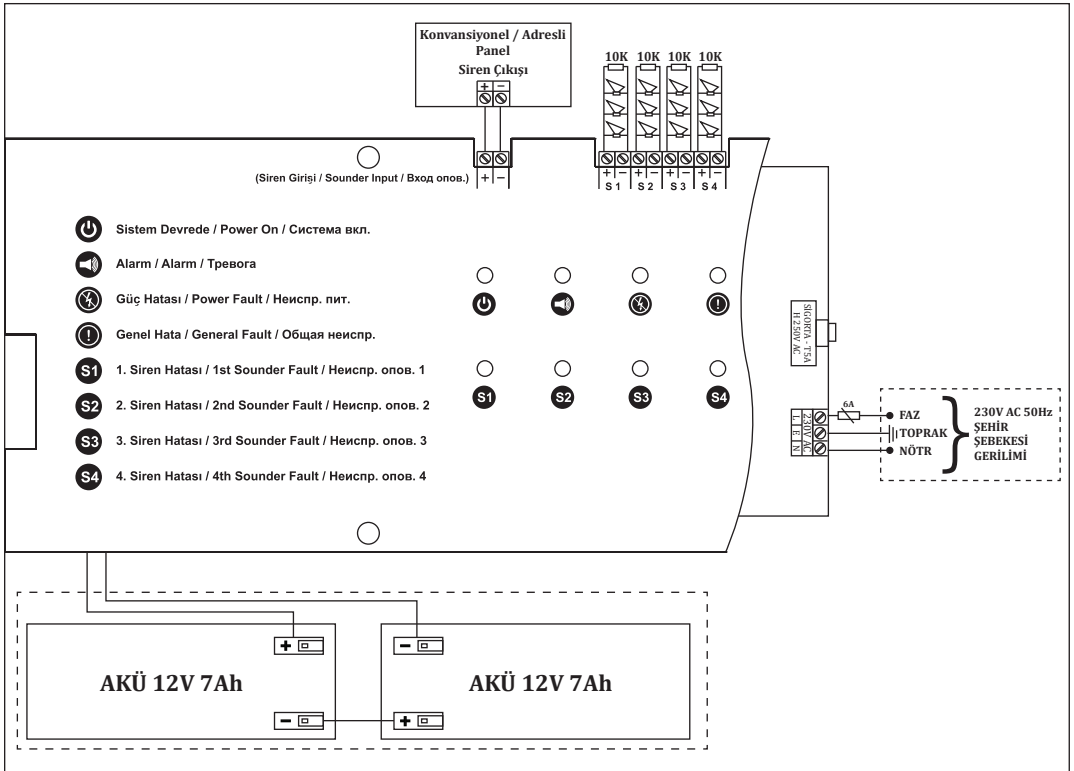 Konvansiyonel / Adresli
Panel
Siren Çıkışı
+ −
10K 10K 10K 10K
(Siren Girişi / Sounder Input / Вход опов.)
+ −
+ − + − + − + −
S 1 S 2 S 3 S 4
Sistem Devrede / Power On / Система вкл.
Alarm / Alarm / Тревога
Güç Hatası / Power Fault / Неиспр. пит.
! Genel Hata / General Fault / Общая неиспр.
S1 1. Siren Hatası / 1st Sounder Fault / Неиспр. опов. 1
S2 2. Siren Hatası / 2nd Sounder Fault / Неиспр. опов. 2
S3 3. Siren Hatası / 3rd Sounder Fault / Неиспр. опов. 3
S4 4. Siren Hatası / 4th Sounder Fault / Неиспр. опов. 4
!
S1 S2 S3 S4
SİGORTA - T5A
H 250V AC
L E N
230V AC
6A
FAZ
TOPRAK
NÖTR
230V AC 50Hz
ŞEHİR
ŞEBEKESİ
GERİLİMİ
+
−
AKÜ 12V 7Ah
−
+
AKÜ 12V 7Ah